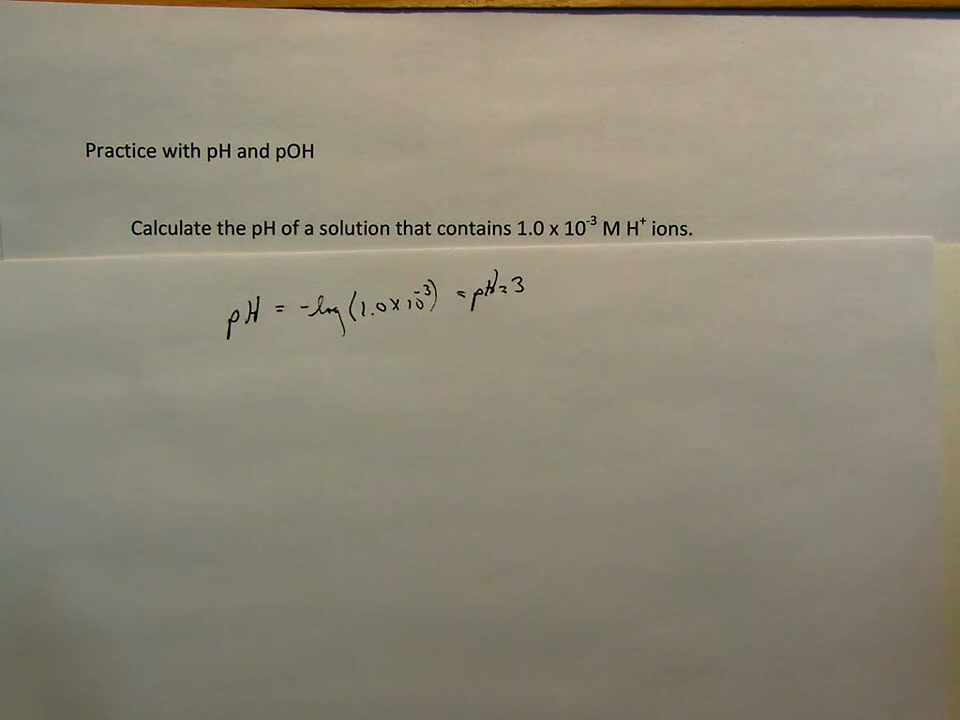 Practice with pH and pOH
Calculate the pH of a solution that contains 1.0 x 10⁻³ M H⁺ ions.
pH = -log (1.0 x 10⁻³) = pH = 3